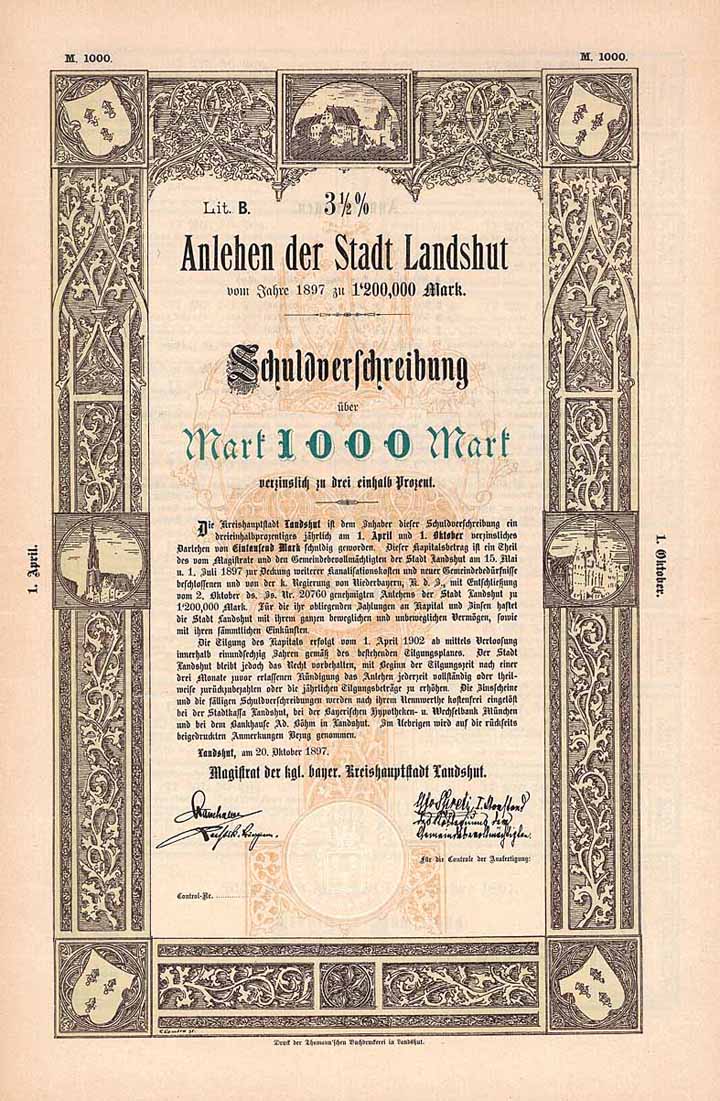 M. 1000.
M. 1000.
Lit. B. 3½%
Anlehen der Stadt Landshut
vom Jahre 1897 zu 1'200,000 Mark.
Schuldverschreibung
über
Mark 1000 Mark
verzinslich zu drei einhalb Prozent.
Die Kreishauptstadt Landshut ist dem Inhaber dieser Schuldverschreibung ein
dreieinhalbprozentiges jährlich am 1. April und 1. Oktober verzinsliches
Darlehen von Eintausend Mark schuldig geworden. Dieser Kapitalsbetrag ist ein Theil
des vom Magistrate und den Gemeindebevollmächtigten der Stadt Landshut am 15. Mai
u. 1. Juli 1897 zur Deckung weiterer Kanalisationskosten und neuer Gemeindebedürfnisse
beschlossenen und von der k. Regierung von Niederbayern, K. d. J., mit Entschließung
vom 2. Oktober ds. Js. Nr. 20760 genehmigten Anlehens der Stadt Landshut zu
1'200,000 Mark. Für die ihr obliegenden Zahlungen an Kapital und Zinsen haftet
die Stadt Landshut mit ihrem ganzen beweglichen und unbeweglichen Vermögen, sowie
mit ihren sämmtlichen Einkünften.
Die Tilgung des Kapitals erfolgt vom 1. April 1902 ab mittels Verloosung
innerhalb einundsechzig Jahren gemäß des bestehenden Tilgungsplanes. Der Stadt
Landshut bleibt jedoch das Recht vorbehalten, mit Beginn der Tilgungszeit nach einer
drei Monate zuvor erlassenen Kündigung das Anlehen jederzeit vollständig oder theil-
weise zurückzubezahlen oder die jährlichen Tilgungsbeträge zu erhöhen. Die Zinsscheine
und die fälligen Schuldverschreibungen werden nach ihrem Nennwerthe kostenfrei eingelöst
bei der Stadtkassa Landshut, bei der Bayerischen Hypotheken- u. Wechselbank München
und bei dem Bankhause Ad. Böhm in Landshut. Im Uebrigen wird auf die rückseits
beigedruckten Anmerkungen Bezug genommen.
Landshut, am 20. Oktober 1897.
Magistrat der kgl. bayer. Kreishauptstadt Landshut.
I. Vorstand
des Kollegiums der
Gemeindebevollmächtigten.
Für die Controle der Ausfertigung:
Control-Nr.
1. April.
1. Oktober.
Druck der Thomann'schen Buchdruckerei in Landshut.